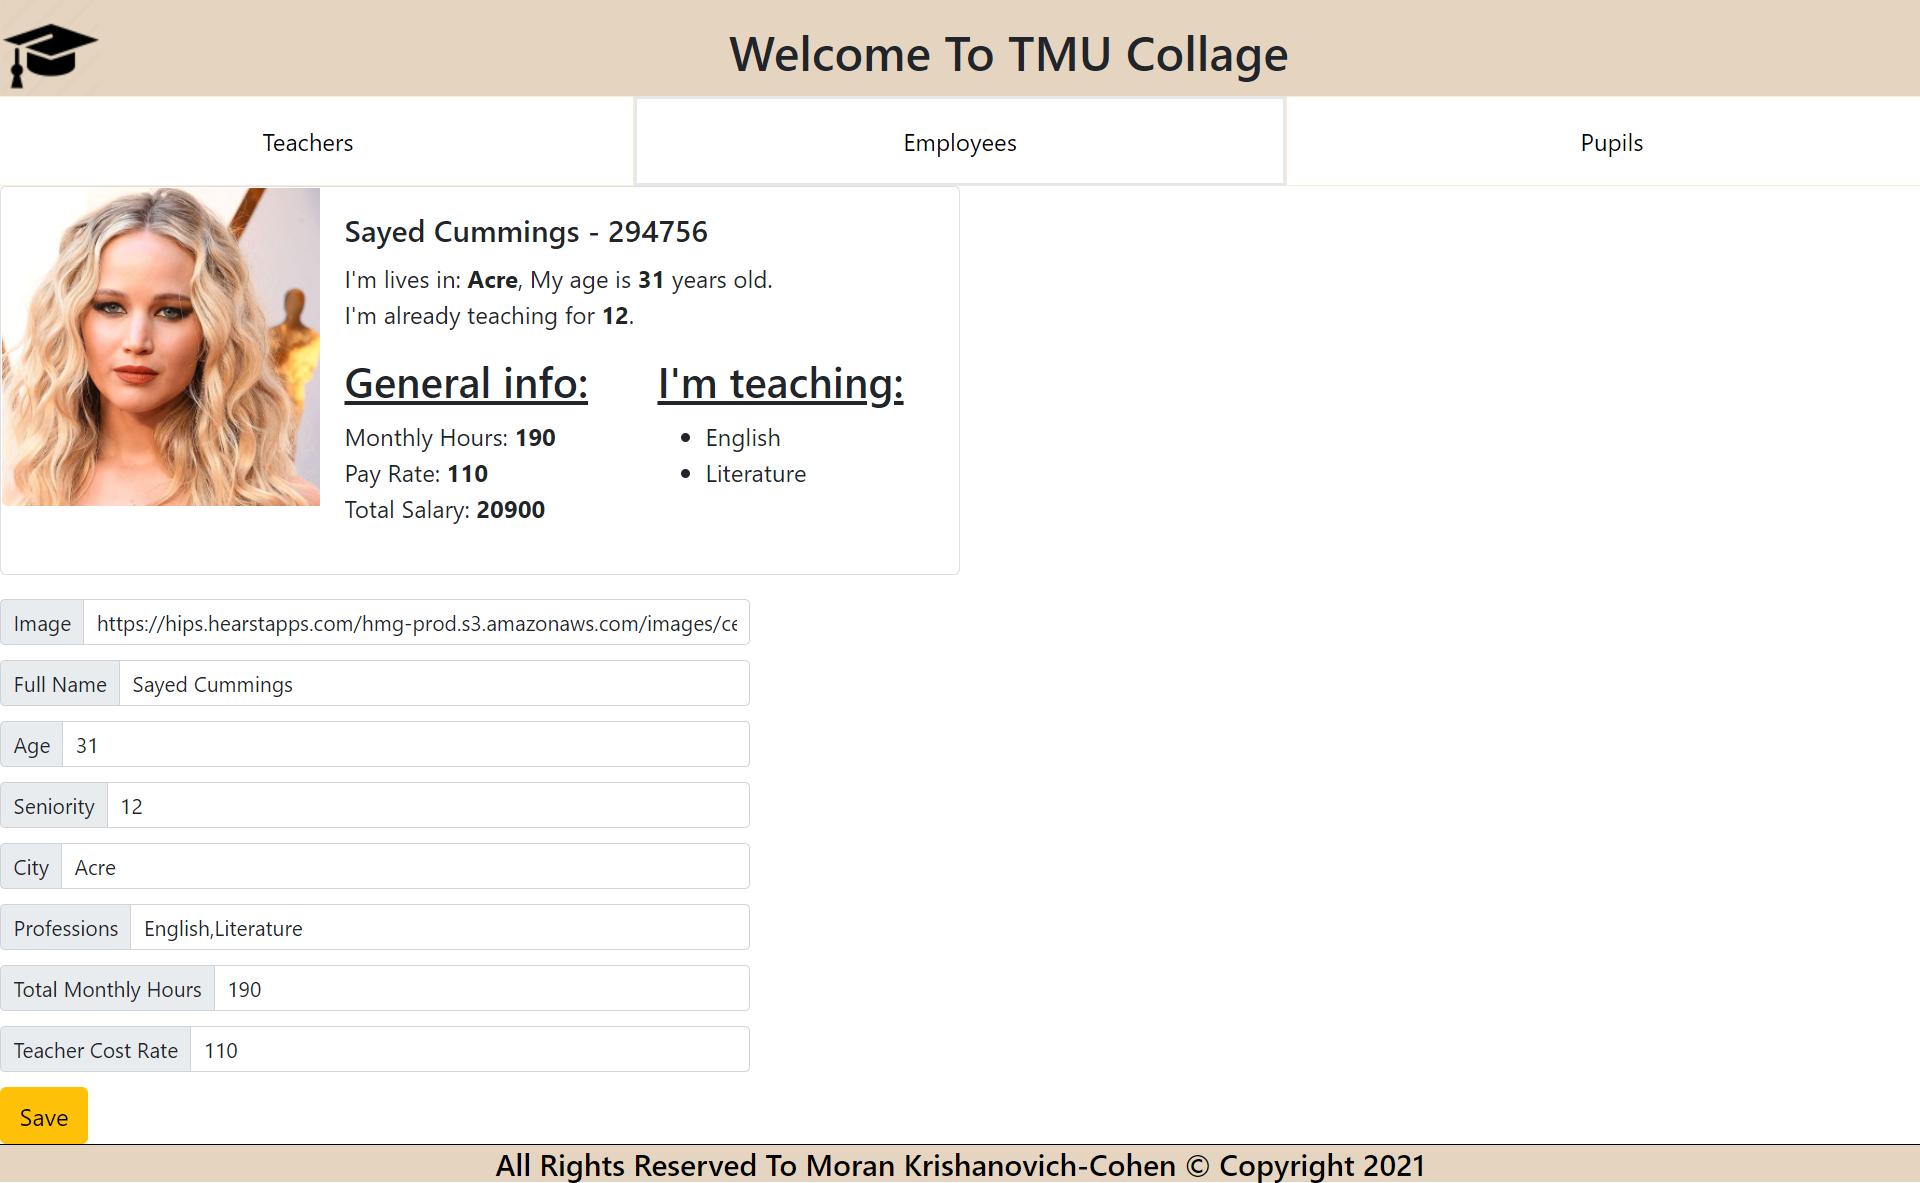 Welcome To TMU Collage
Teachers
Employees
Pupils
Sayed Cummings - 294756
I'm lives in: Acre, My age is 31 years old.
I'm already teaching for 12.
General info:
Monthly Hours: 190
Pay Rate: 110
Total Salary: 20900
I'm teaching:
• English
• Literature
Image https://hips.hearstapps.com/hmg-prod.s3.amazonaws.com/images/ce
Full Name Sayed Cummings
Age 31
Seniority 12
City Acre
Professions English,Literature
Total Monthly Hours 190
Teacher Cost Rate 110
Save
All Rights Reserved To Moran Krishanovich-Cohen © Copyright 2021